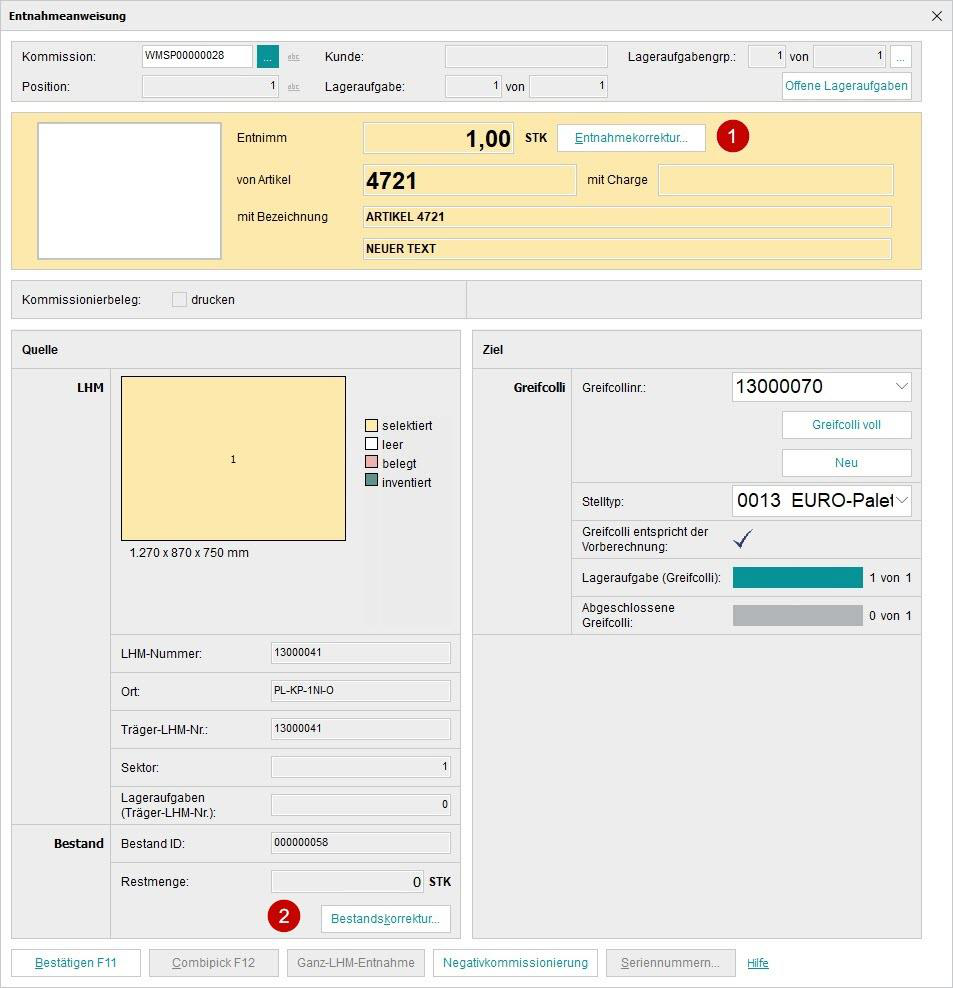 Entnahmeanweisung
Kommission: WMSP00000028 ... abc Kunde: Lageraufgabengrp.: 1 von 1 ...
Position: 1 abc Lageraufgabe: 1 von 1 Offene Lageraufgaben
Entnimm 1,00 STK Entnahmekorrektur... 1
von Artikel 4721 mit Charge
mit Bezeichnung ARTIKEL 4721
NEUER TEXT
Kommissionierbeleg: drucken
Quelle
LHM
1
selektiert
leer
belegt
inventiert
1.270 x 870 x 750 mm
LHM-Nummer: 13000041
Ort: PL-KP-1NI-O
Träger-LHM-Nr.: 13000041
Sektor: 1
Lageraufgaben
(Träger-LHM-Nr.): 0
Bestand Bestand ID: 000000058
Restmenge: 0 STK
2 Bestandskorrektur...
Ziel
Greifcolli Greifcollinr.: 13000070
Greifcolli voll
Neu
Stelltyp: 0013 EURO-Palet
Greifcolli entspricht der
Vorberechnung:
Lageraufgabe (Greifcolli): 1 von 1
Abgeschlossene
Greifcolli: 0 von 1
Bestätigen F11 Combipick F12 Ganz-LHM-Entnahme Negativkommissionierung Seriennummern... Hilfe